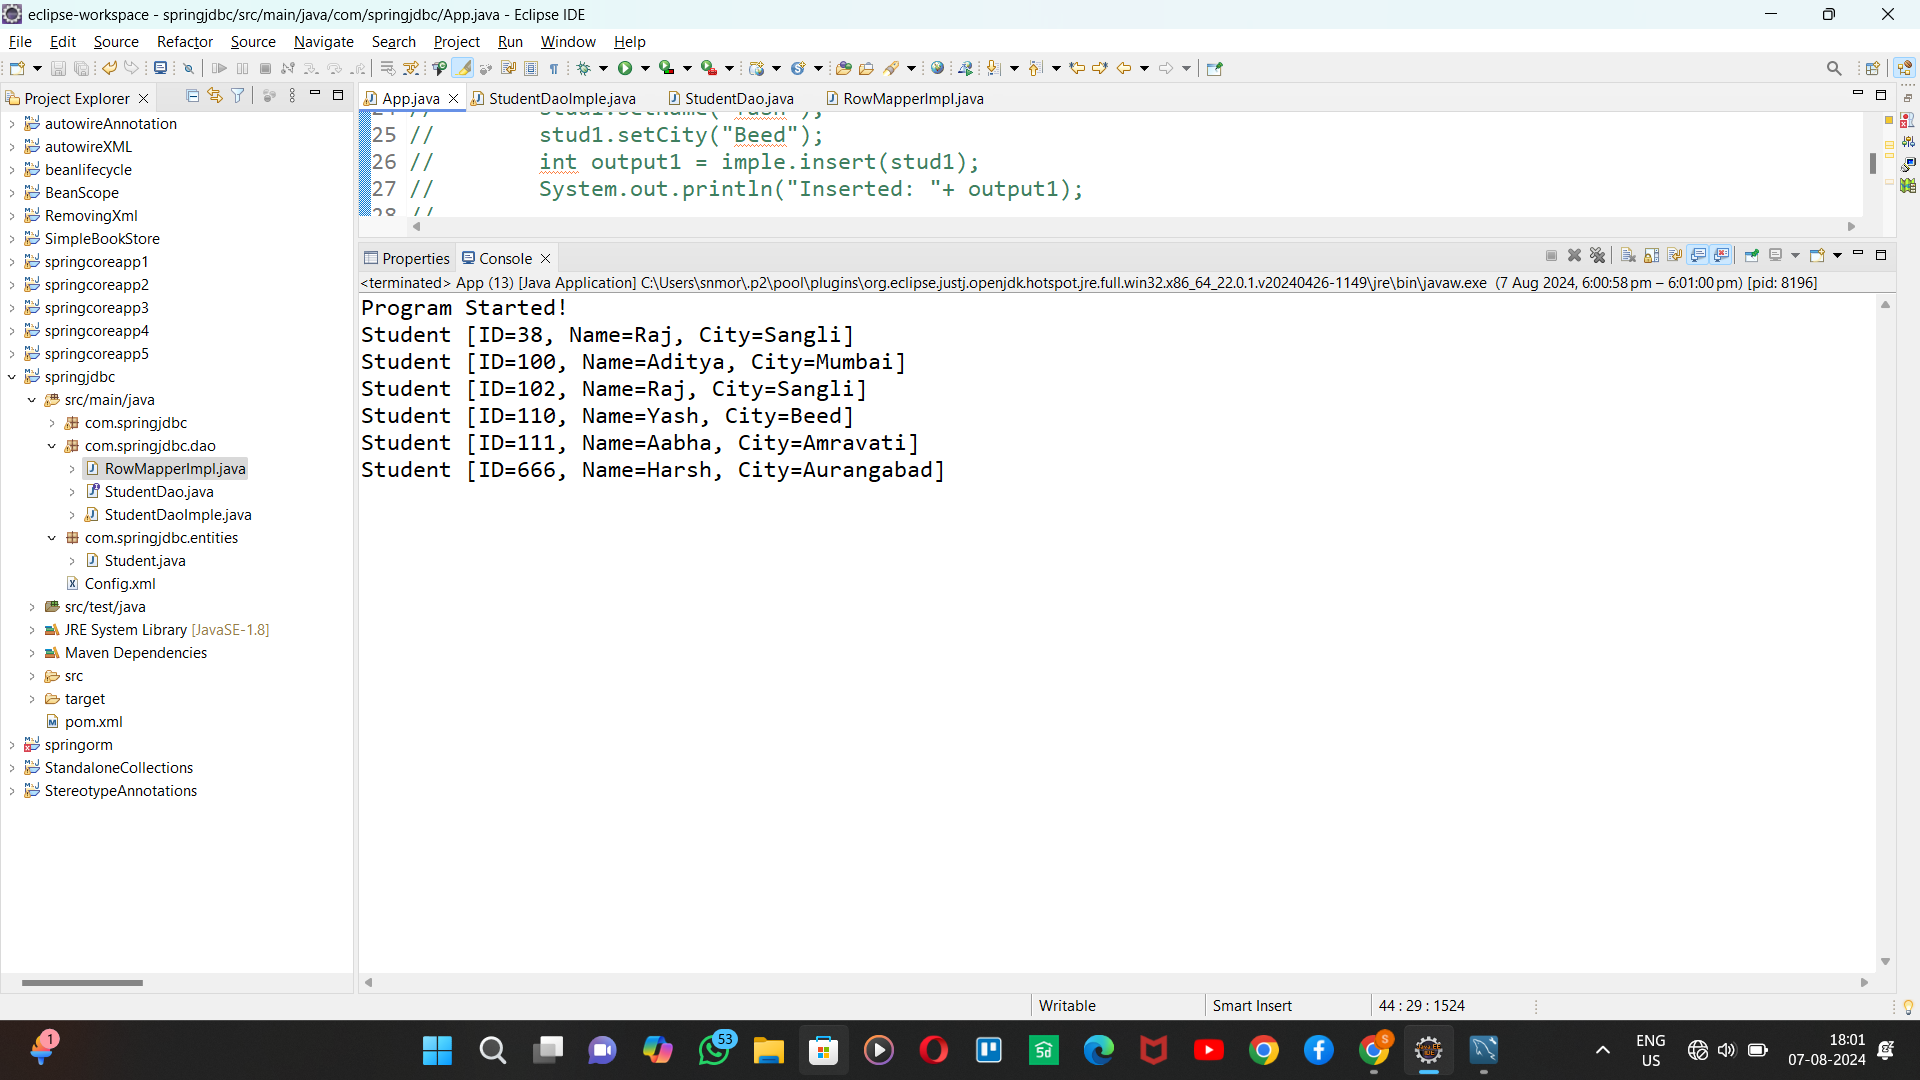 eclipse-workspace - springjdbc/src/main/java/com/springjdbc/App.java - Eclipse IDE
File Edit Source Refactor Source Navigate Search Project Run Window Help
Project Explorer
autowireAnnotation
autowireXML
beanlifecycle
BeanScope
RemovingXml
SimpleBookStore
springcoreapp1
springcoreapp2
springcoreapp3
springcoreapp4
springcoreapp5
springjdbc
src/main/java
com.springjdbc
com.springjdbc.dao
RowMapperImpl.java
StudentDao.java
StudentDaoImple.java
com.springjdbc.entities
Student.java
Config.xml
src/test/java
JRE System Library [JavaSE-1.8]
Maven Dependencies
src
target
pom.xml
springorm
StandaloneCollections
StereotypeAnnotations
App.java StudentDaoImple.java StudentDao.java RowMapperImpl.java
24 // stud1.setName("Yash");
25 // stud1.setCity("Beed");
26 // int output1 = imple.insert(stud1);
27 // System.out.println("Inserted: "+ output1);
28 //
Properties Console
<terminated> App (13) [Java Application] C:\Users\snmor\.p2\pool\plugins\org.eclipse.justj.openjdk.hotspot.jre.full.win32.x86_64_22.0.1.v20240426-1149\jre\bin\javaw.exe (7 Aug 2024, 6:00:58 pm – 6:01:00 pm) [pid: 8196]
Program Started!
Student [ID=38, Name=Raj, City=Sangli]
Student [ID=100, Name=Aditya, City=Mumbai]
Student [ID=102, Name=Raj, City=Sangli]
Student [ID=110, Name=Yash, City=Beed]
Student [ID=111, Name=Aabha, City=Amravati]
Student [ID=666, Name=Harsh, City=Aurangabad]
Writable Smart Insert 44 : 29 : 1524
1
53
S
ENG
US
18:01
07-08-2024